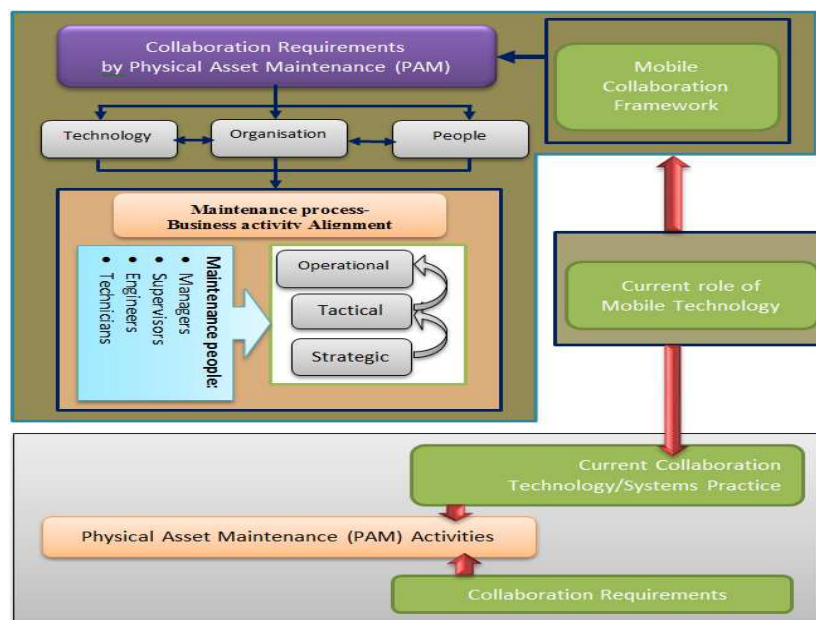 Collaboration Requirements
by Physical Asset Maintenance (PAM)
Mobile
Collaboration
Framework
Technology
Organisation
People
Maintenance process-
Business activity Alignment
Maintenance people:
• Managers
• Supervisors
• Engineers
• Technicians
Operational
Tactical
Strategic
Current role of
Mobile Technology
Current Collaboration
Technology/Systems Practice
Physical Asset Maintenance (PAM) Activities
Collaboration Requirements